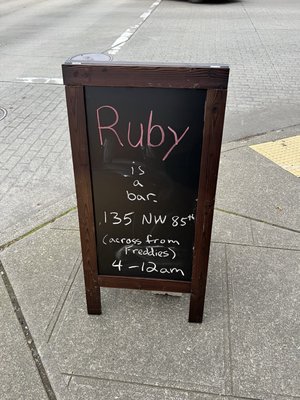 Ruby
is
a
bar.
135 NW 85th
(across from
Freddies)
4-12am